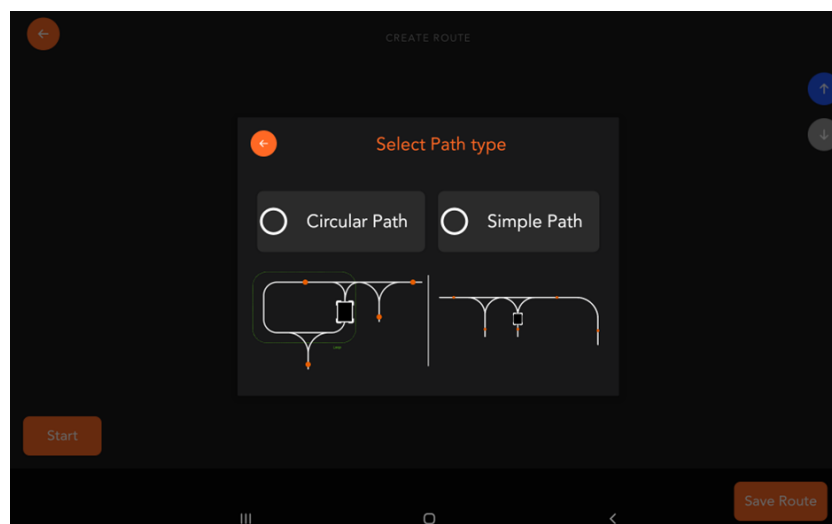 CREATE ROUTE
Select Path type
Circular Path
Simple Path
Start
Save Route